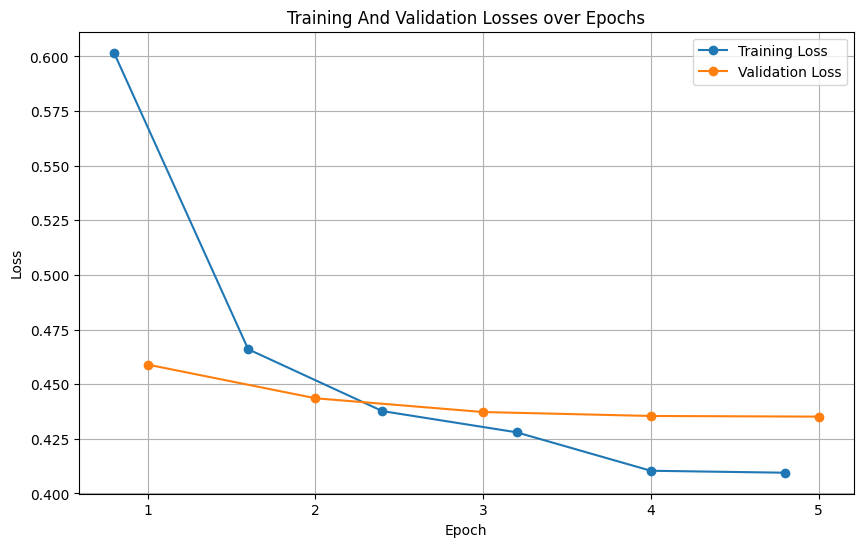 Training And Validation Losses over Epochs
Training Loss
Validation Loss
0.600
0.575
0.550
0.525
0.500
0.475
0.450
0.425
0.400
Loss
1 2 3 4 5
Epoch